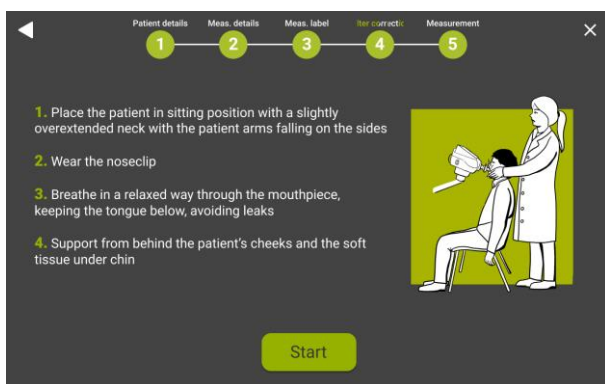 Patient details Meas. details Meas. label Measurement
1 2 3 4 5
1. Place the patient in sitting position with a slightly
overextended neck with the patient arms falling on the sides
2. Wear the noseclip
3. Breathe in a relaxed way through the mouthpiece,
keeping the tongue below, avoiding leaks
4. Support from behind the patient's cheeks and the soft
tissue under chin
Start